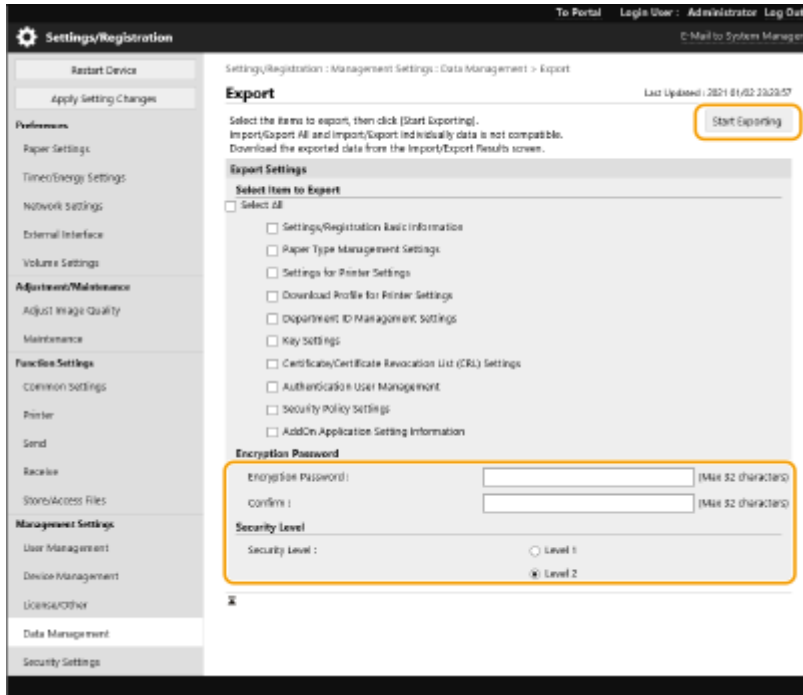 To Portal Login User : Administrator Log Out
Settings/Registration
E-Mail to System Manager
Restart Device
Apply Setting Changes
Preferences
Paper Settings
Timer/Energy Settings
Network Settings
External Interface
Volume Settings
Adjustment/Maintenance
Adjust Image Quality
Maintenance
Function Settings
Common Settings
Printer
Send
Receive
Store/Access Files
Management Settings
User Management
Device Management
License/Other
Data Management
Security Settings
Settings/Registration : Management Settings : Data Management > Export
Export
Last Updated : 2021 01/02 23:23:57
Select the items to export, then click [Start Exporting].
Import/Export All and Import/Export Individually data is not compatible.
Download the exported data from the Import/Export Results screen.
Start Exporting
Export Settings
Select Item to Export
Select All
Settings/Registration Basic Information
Paper Type Management Settings
Settings for Printer Settings
Download Profile for Printer Settings
Department ID Management Settings
Key Settings
Certificate/Certificate Revocation List (CRL) Settings
Authentication User Management
Security Policy Settings
AddOn Application Setting Information
Encryption Password
Encryption Password : (Max 32 characters)
Confirm : (Max 32 characters)
Security Level
Security Level : Level 1
Level 2